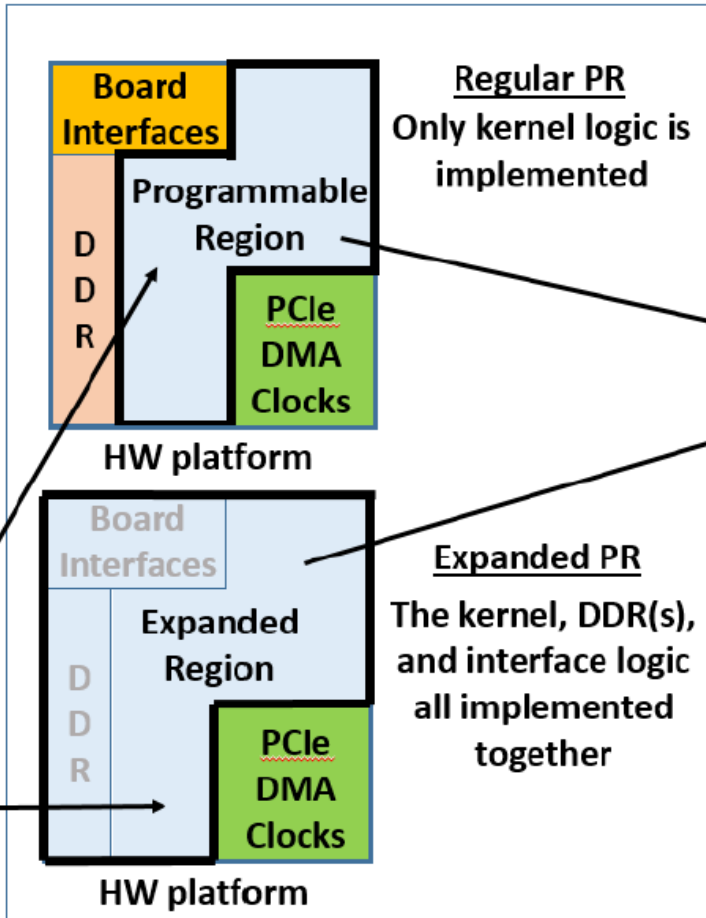 Board
Interfaces
Regular PR
Only kernel logic is
implemented
Programmable
Region
D
D
R
PCIe
DMA
Clocks
HW platform
Board
Interfaces
Expanded PR
Expanded
Region
The kernel, DDR(s),
and interface logic
all implemented
together
D
D
R
PCIe
DMA
Clocks
HW platform